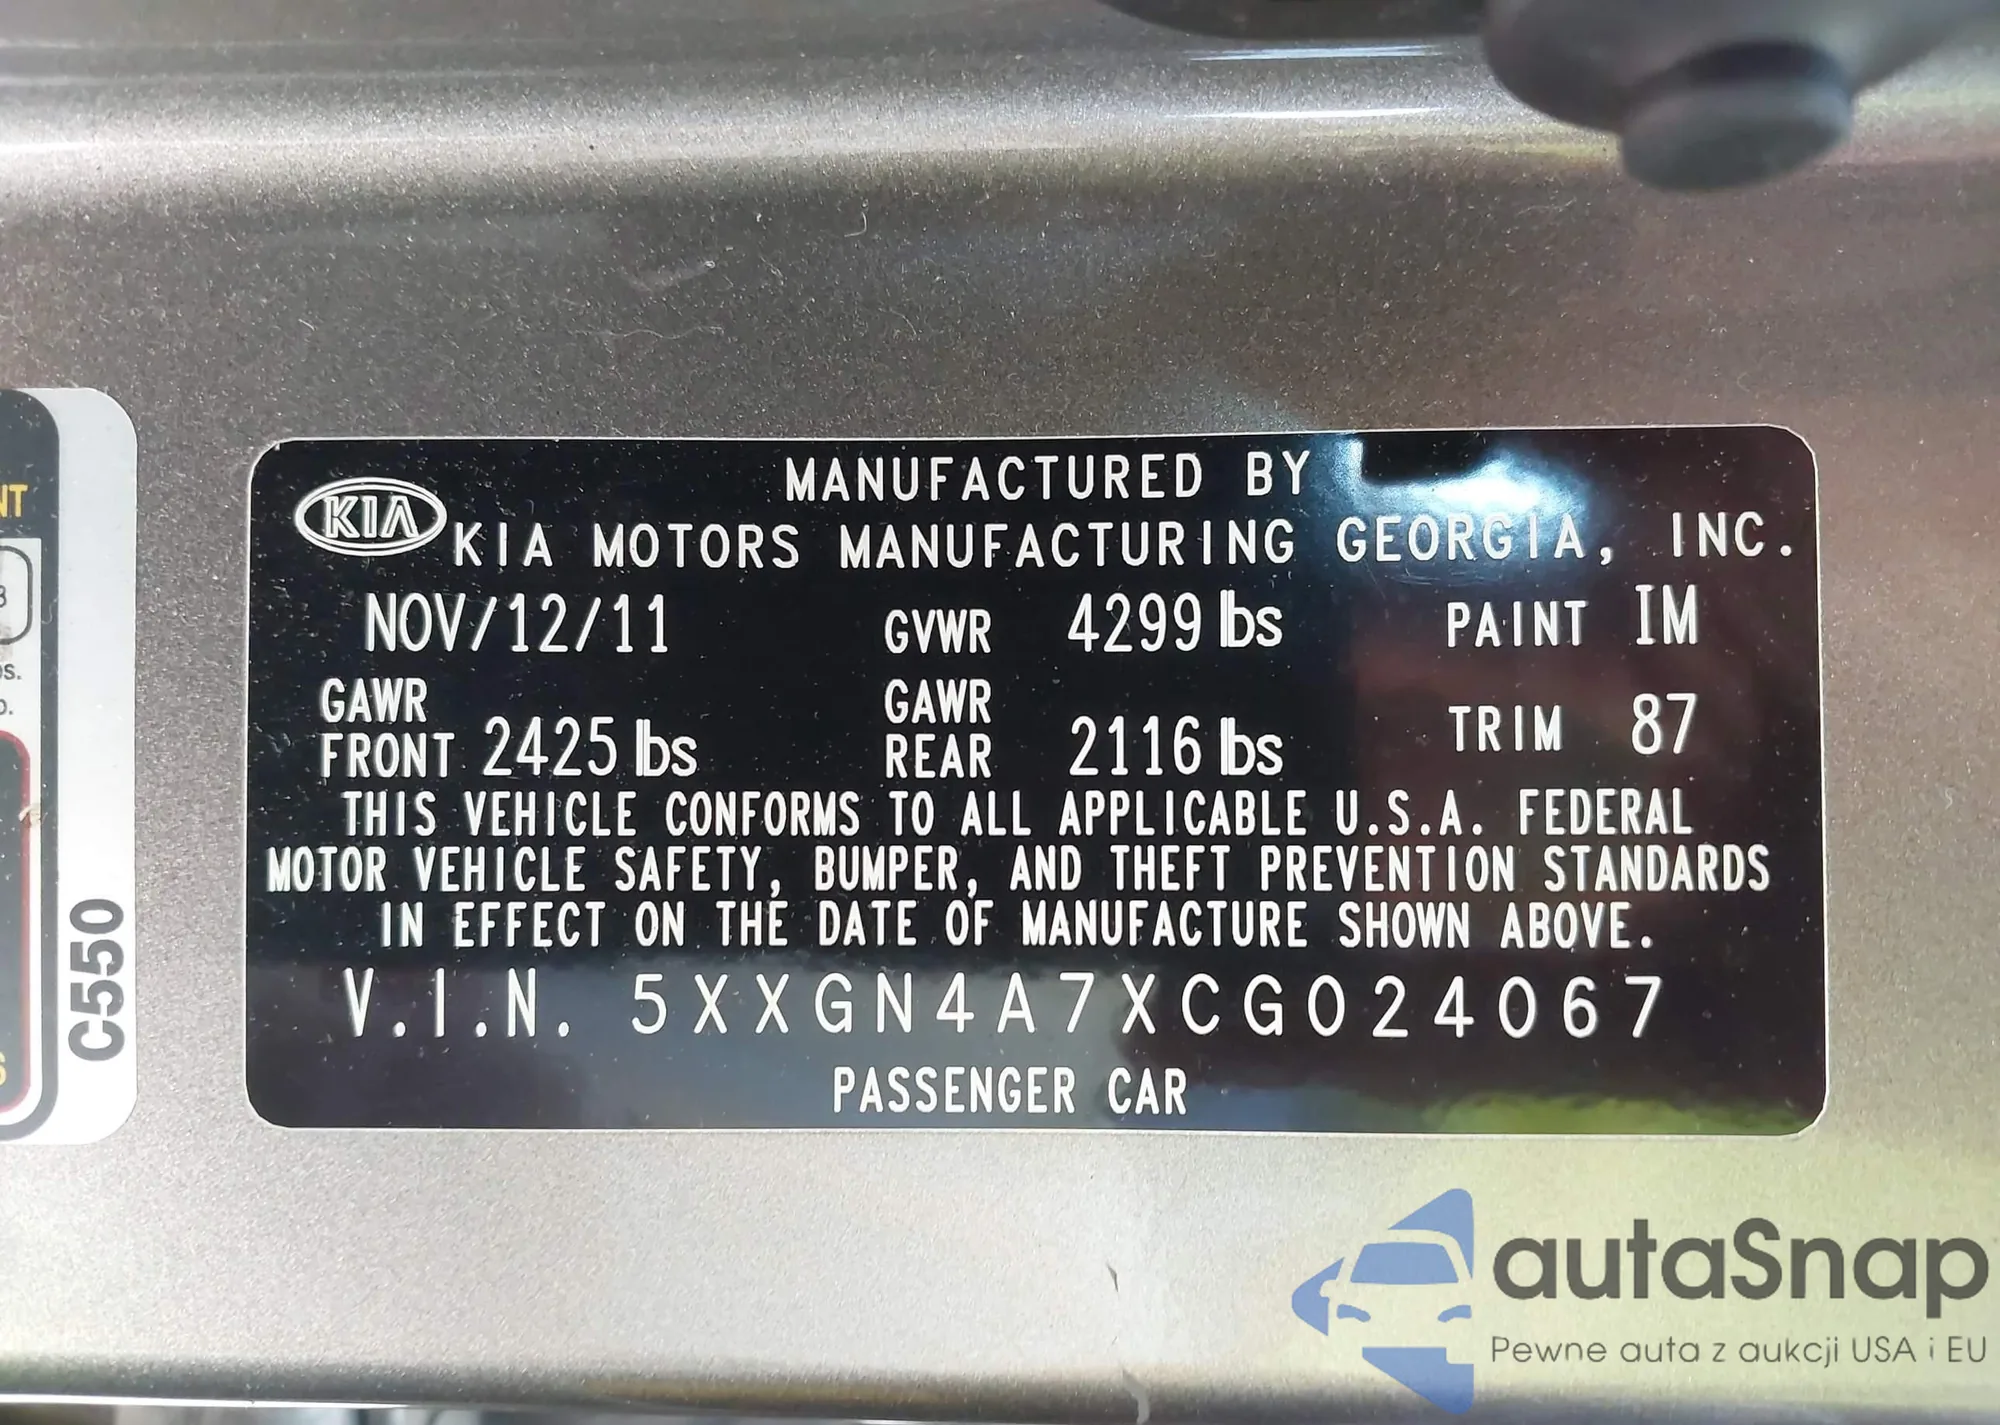 MANUFACTURED BY
KIA
KIA MOTORS MANUFACTURING GEORGIA, INC.
NOV/12/11 GVWR 4299 lbs PAINT IM
GAWR FRONT 2425 lbs GAWR REAR 2116 lbs TRIM 87
THIS VEHICLE CONFORMS TO ALL APPLICABLE U.S.A. FEDERAL
MOTOR VEHICLE SAFETY, BUMPER, AND THEFT PREVENTION STANDARDS
IN EFFECT ON THE DATE OF MANUFACTURE SHOWN ABOVE.
V.I.N. 5XXGN4A7XCG024067
PASSENGER CAR
C550
autaSnap
Pewne auta z aukcji USA i EU